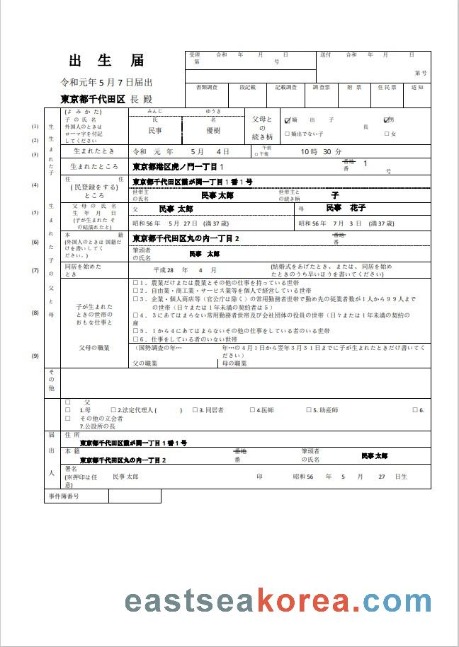 出 生 届
令和元年5月7日届出
東京都千代田区 長 殿
受理 令和 年 月 日
第 号
送付 令和 年 月 日
第 号
書類調査 戸籍記載 記載調査 調査票 附票 住民票 通知
(1)
(2)
(3)
(4)
(5)
(6)
(7)
(8)
(9)
生まれた子
(よみかた) みんじ ゆうき
子の氏名 氏 名
外国人のときは
ローマ字を付記
してください
民事 優樹
父母と
の
続き柄
☑嫡 出 子
□嫡出でない子
長
☑男
□女
生まれたとき 令和 元 年 5 月 4 日 午前 10 時 30 分
生まれたところ 東京都港区虎ノ門一丁目1 番地 1
号
住 所
(民登録をする)
ところ
東京都千代田区霞が関一丁目1番1号
世帯主
の氏名
民事 太郎
世帯主と
の続き柄
子
父母の氏名
生年月日
(子が生まれたとき
の年齢)
父 民事 太郎
母 民事 花子
昭和 56 年 5 月 27 日 (満 37 歳)
昭和 56 年 7 月 3 日 (満 37 歳)
本 籍
(外国人のときは国籍だ
けを書いてください。)
東京都千代田区丸の内一丁目2 番地
番
筆頭者
の氏名
民事 太郎
父と母
同居を始めた
とき
平成28 年 4 月
(結婚式をあげたとき、または、同居を始め
たときのうち早いほうを書いてください)
子が生まれた
ときの世帯の
おもな仕事と
□1.農業だけまたは農業とその他の仕事を持っている世帯
□2.自由業・商工業・サービス業等を個人で経営している世帯
□3.企業・個人商店等(官公庁は除く)の常用勤労者世帯で勤め先の従業者数が1人から99人まで
の世帯(日々または1年未満の契約者は5)
□4.3にあてはまらない常用勤労者世帯及び会社団体の役員の世帯(日々または1年未満の契約の
□5.1から4にあてはまらないその他の仕事をしている者のいる世帯
□6.仕事をしている者のいない世帯
父母の職業
(国勢調査の年…年…の4月1日から翌年3月31日までに子が生まれたときだけ書いてく
ださい)
父の職業 母の職業
その他
届出人
□ 父
□ 1.母 □ 2.法定代理人( ) □ 3.同居者 □ 4.医師 □ 5.助産師 □ 6.
□ その他の立会者
□ 7.公設所の長
住所
東京都千代田区霞が関一丁目1番1号
本籍
東京都千代田区丸の内一丁目2 番地
番
筆頭者
の氏名
民事 太郎
署名
民事 太郎 印 昭和 56 年 5 月 27 日生
事件簿番号
eastseakorea.com